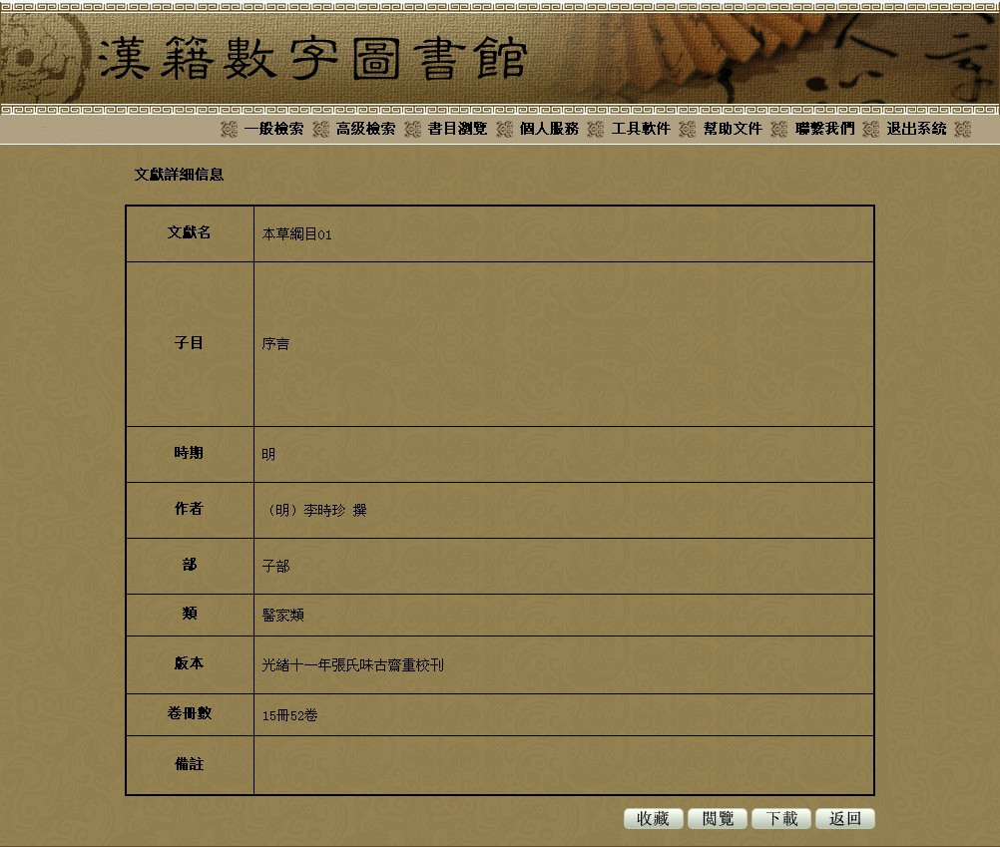 漢籍數字圖書館
一般檢索 高级檢索 書目瀏覽 個人服務 工具軟件 幫助文件 聯繫我們 退出系統
文獻詳细信息
文獻名 本草綱目01
子目 序言
時期 明
作者 （明）李時珍 撰
部 子部
類 醫家類
版本 光緒十一年張氏味古齋重校刊
卷冊數 15冊52卷
備註
收藏 閲覽 下載 返回